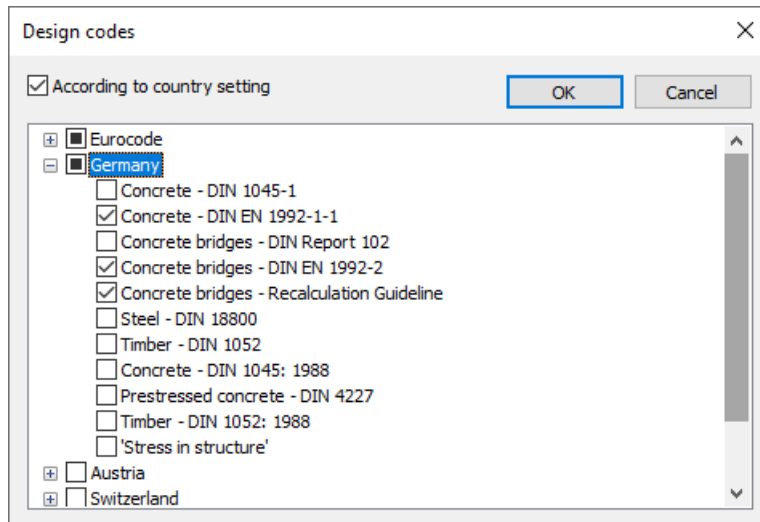 Design codes
According to country setting
OK
Cancel
Eurocode
Germany
Concrete - DIN 1045-1
Concrete - DIN EN 1992-1-1
Concrete bridges - DIN Report 102
Concrete bridges - DIN EN 1992-2
Concrete bridges - Recalculation Guideline
Steel - DIN 18800
Timber - DIN 1052
Concrete - DIN 1045: 1988
Prestressed concrete - DIN 4227
Timber - DIN 1052: 1988
'Stress in structure'
Austria
Switzerland